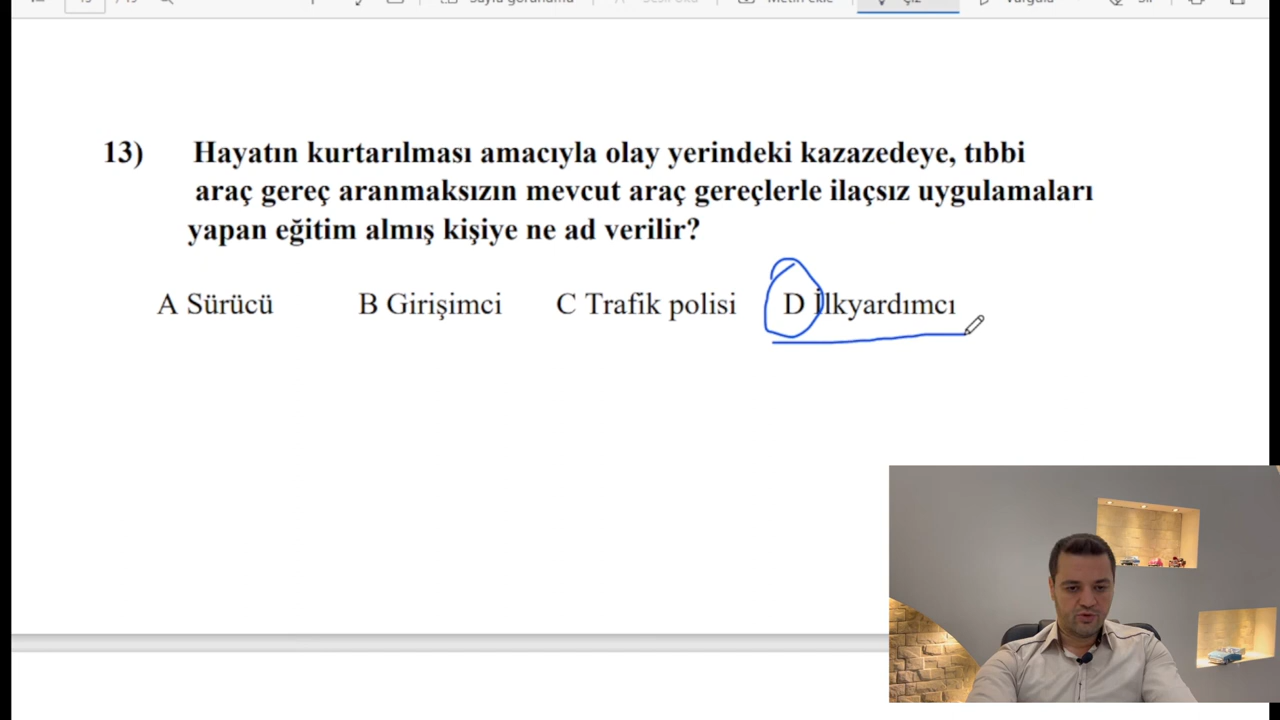 13) Hayatın kurtarılması amacıyla olay yerindeki kazazedeye, tıbbi
araç gereç aranmaksızın mevcut araç gereçlerle ilaçsız uygulamaları
yapan eğitim almış kişiye ne ad verilir?
A Sürücü B Girişimci C Trafik polisi D İlkyardımcı